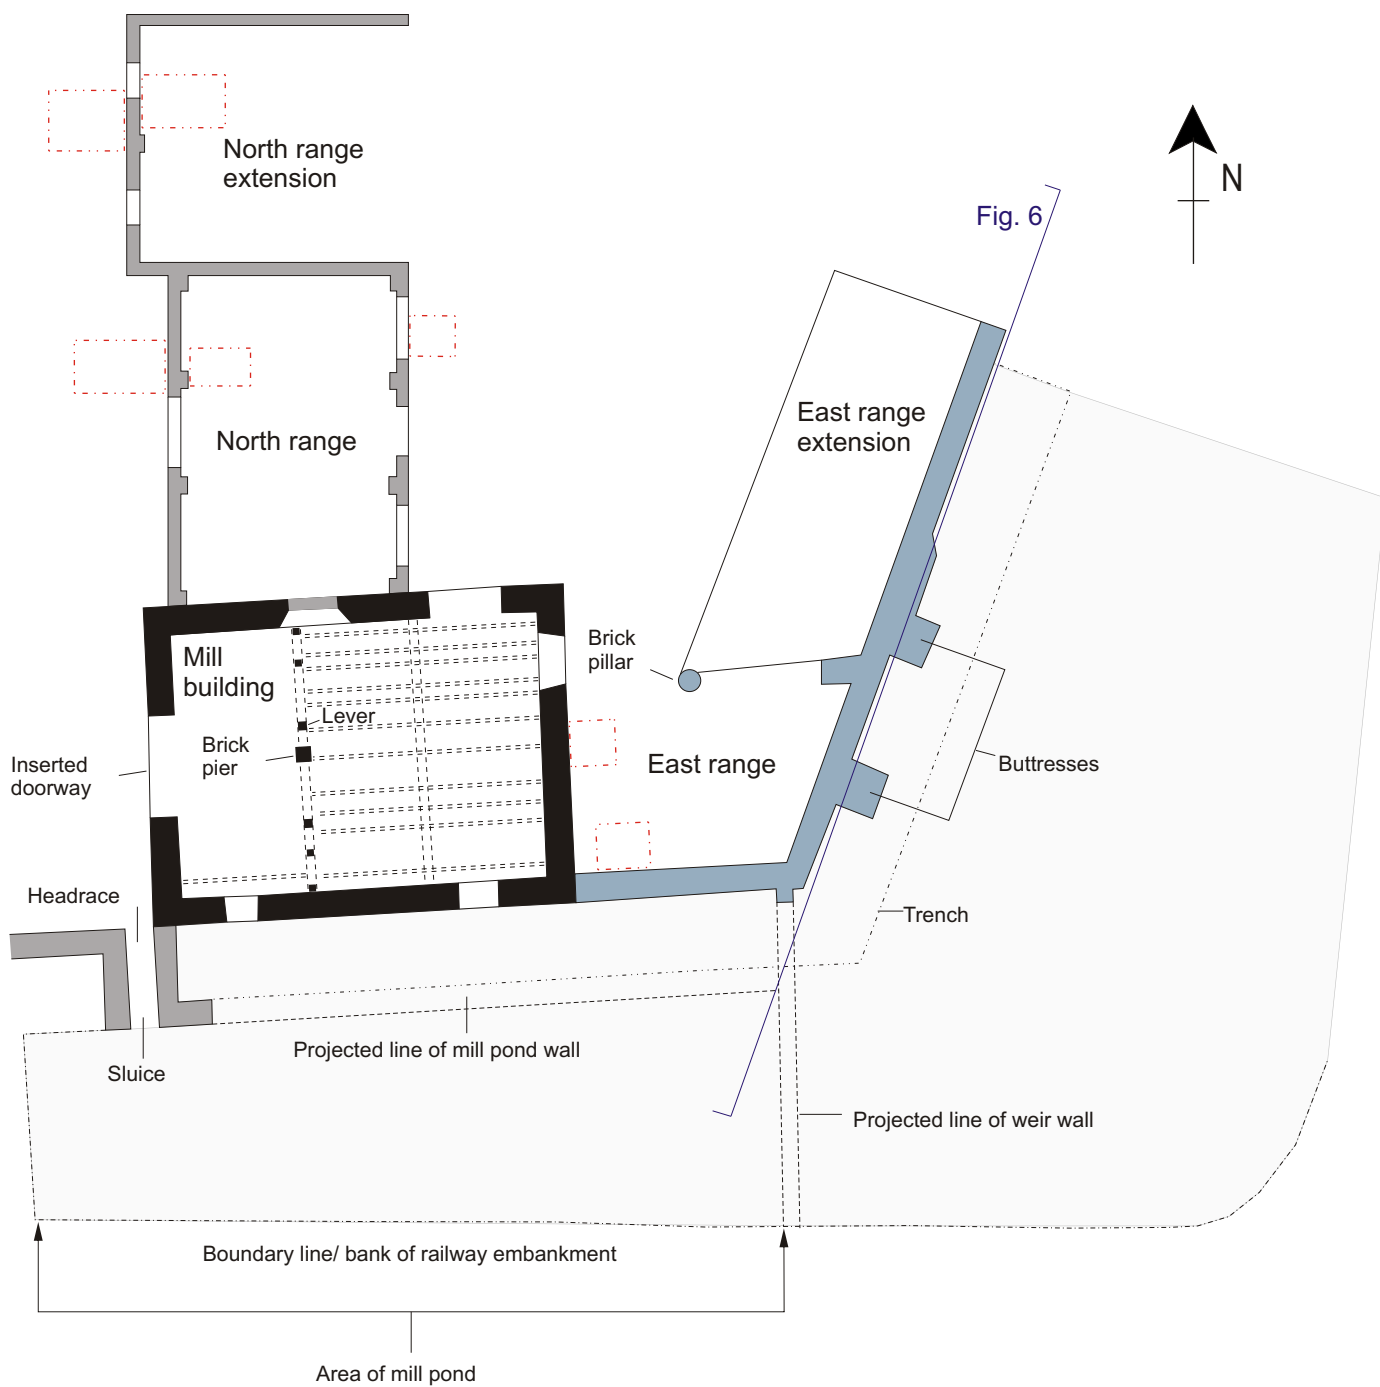 North range
extension
N
Fig. 6
East range
extension
North range
Brick
pillar
Mill
building
Lever
Brick
pier
Inserted
doorway
East range
Buttresses
Headrace
Trench
Projected line of mill pond wall
Sluice
Projected line of weir wall
Boundary line/ bank of railway embankment
Area of mill pond